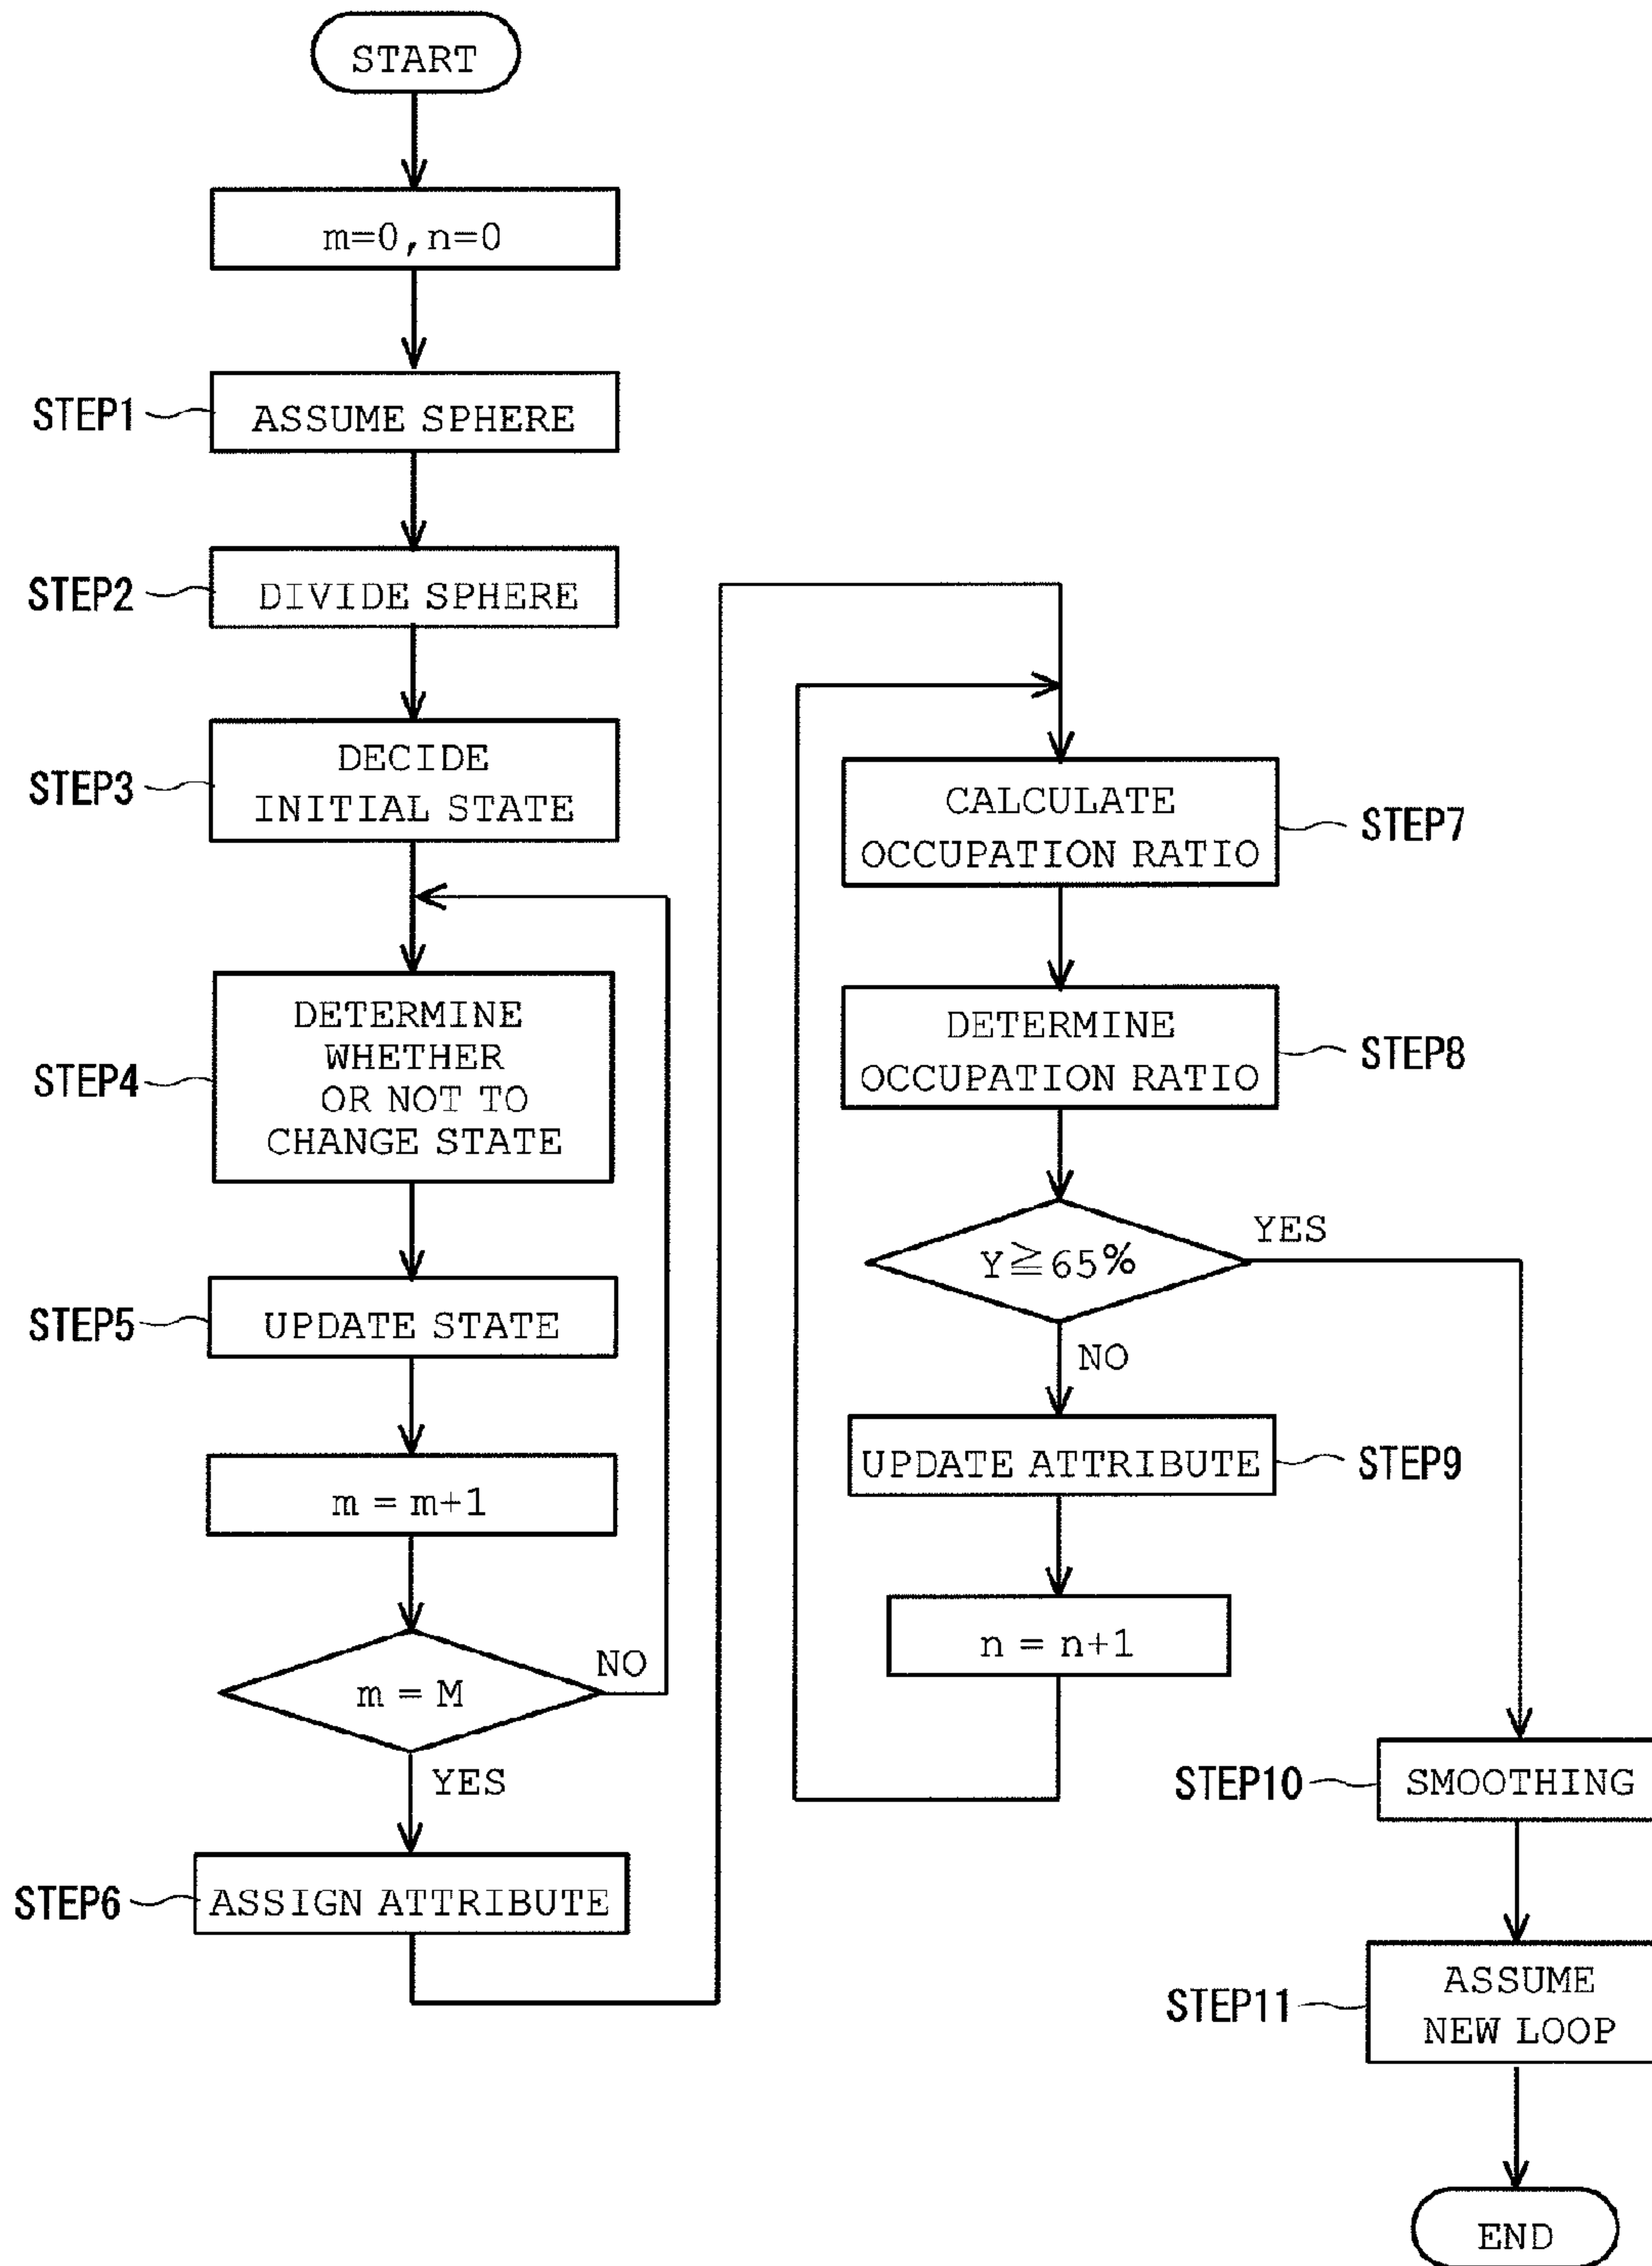 START
m=0,n=0
STEP1
ASSUME SPHERE
STEP2
DIVIDE SPHERE
STEP3
DECIDE
INITIAL STATE
STEP4
DETERMINE
WHETHER
OR NOT TO
CHANGE STATE
STEP5
UPDATE STATE
m = m+1
m = M
NO
YES
STEP6
ASSIGN ATTRIBUTE
CALCULATE
OCCUPATION RATIO
STEP7
DETERMINE
OCCUPATION RATIO
STEP8
Y≧65%
YES
NO
UPDATE ATTRIBUTE
STEP9
n = n+1
STEP10
SMOOTHING
STEP11
ASSUME
NEW LOOP
END